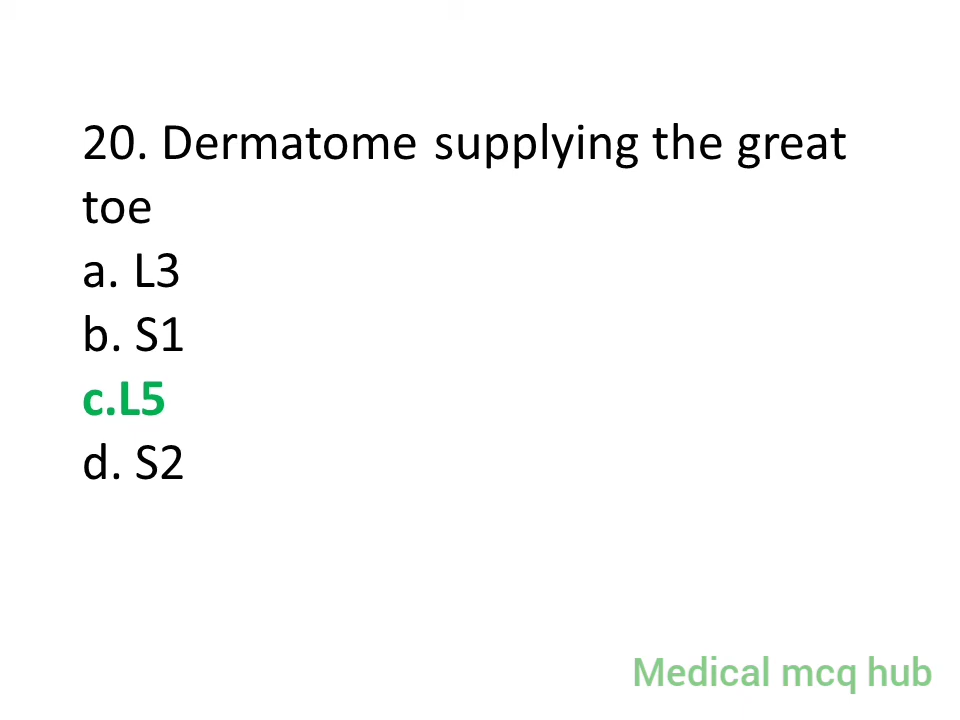 20. Dermatome supplying the great
toe
a. L3
b. S1
c.L5
d. S2
Medical mcq hub